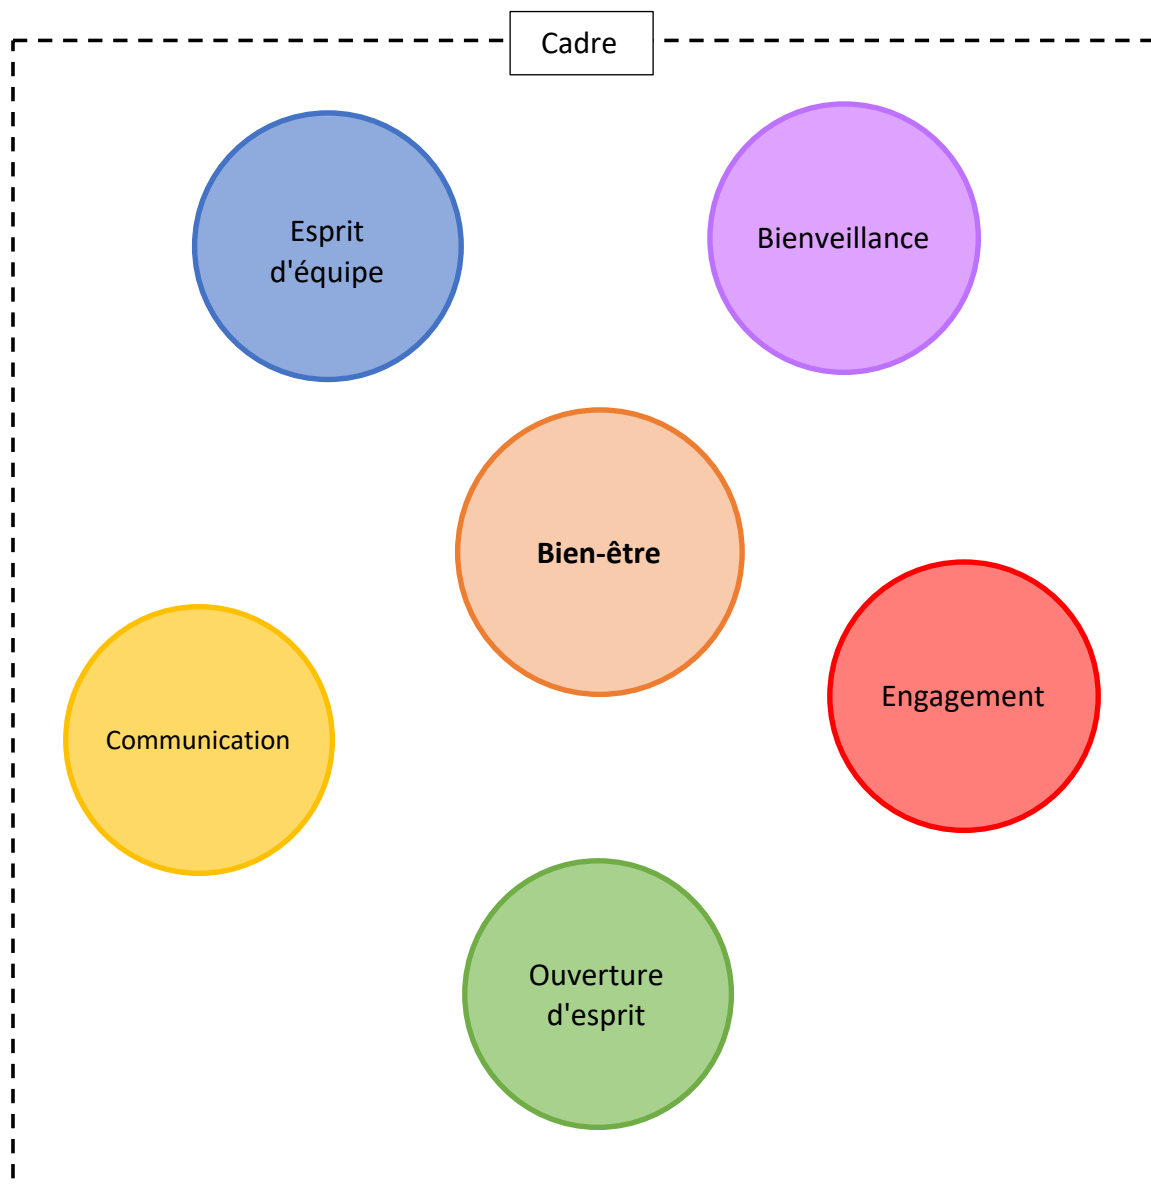 Cadre
Esprit
d'équipe
Bienveillance
Bien-être
Engagement
Communication
Ouverture
d'esprit